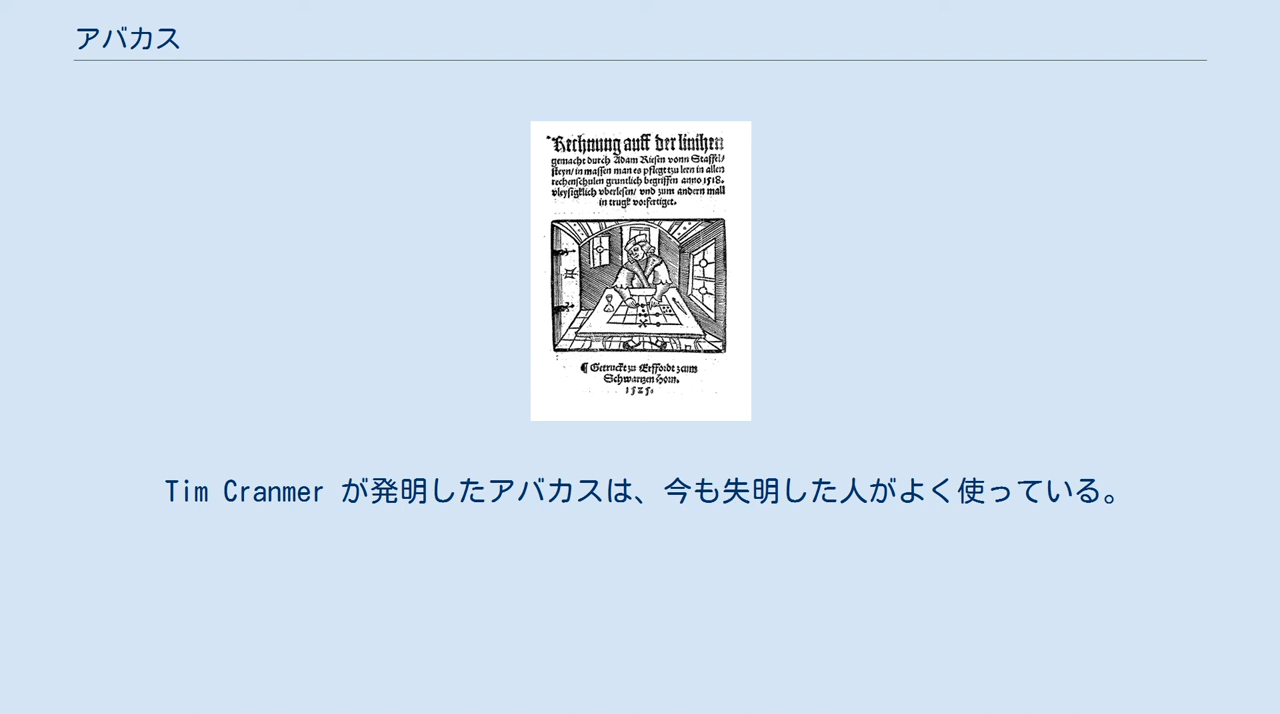 アバカス
Rechnung auff der linihen
gemacht durch Adam Riesen vonn Staffel/
steyn/ in massen man es pflegt tzu lern in allen
rechenschulen gruntlich begriffen anno 1518.
vleysigklich vberlesen/ vnd zum andern mall
in trugk vorfertiget.
¶ Getruckt zu Erffordt zcum
Schwartzen Horn.
1525.
Tim Cranmer が発明したアバカスは、今も失明した人がよく使っている。